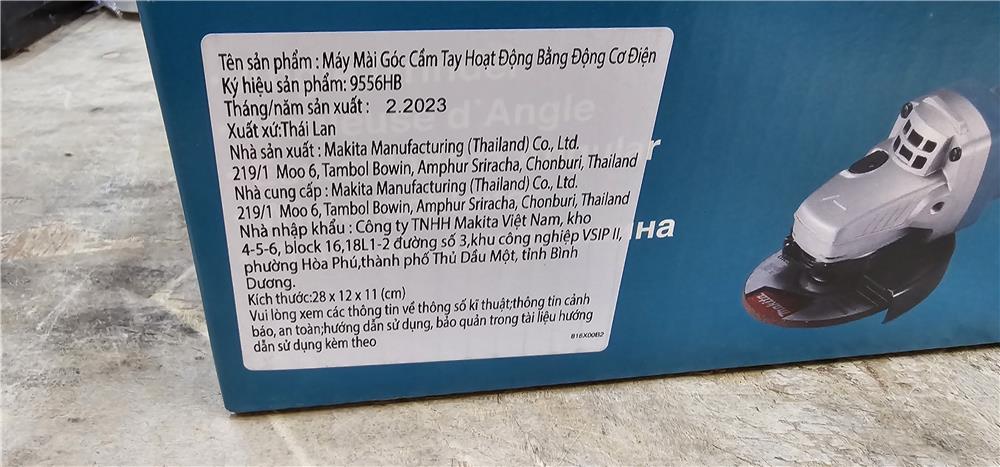 Tên sản phẩm : Máy Mài Góc Cầm Tay Hoạt Động Bằng Động Cơ Điện
Ký hiệu sản phẩm: 9556HB
Tháng/năm sản xuất : 2.2023
Xuất xứ:Thái Lan
Nhà sản xuất : Makita Manufacturing (Thailand) Co., Ltd.
219/1 Moo 6, Tambol Bowin, Amphur Sriracha, Chonburi, Thailand
Nhà cung cấp : Makita Manufacturing (Thailand) Co., Ltd.
219/1 Moo 6, Tambol Bowin, Amphur Sriracha, Chonburi, Thailand
Nhà nhập khẩu : Công ty TNHH Makita Việt Nam, kho
4-5-6, block 16,18L1-2 đường số 3,khu công nghiệp VSIP II,
phường Hòa Phú,thành phố Thủ Dầu Một, tỉnh Bình
Dương.
Kích thước:28 x 12 x 11 (cm)
Vui lòng xem các thông tin về thông số kĩ thuật;thông tin cảnh
báo, an toàn;hướng dẫn sử dụng, bảo quản trong tài liệu hướng
dẫn sử dụng kèm theo
816X00B2
d'Angle
r
на
Makita